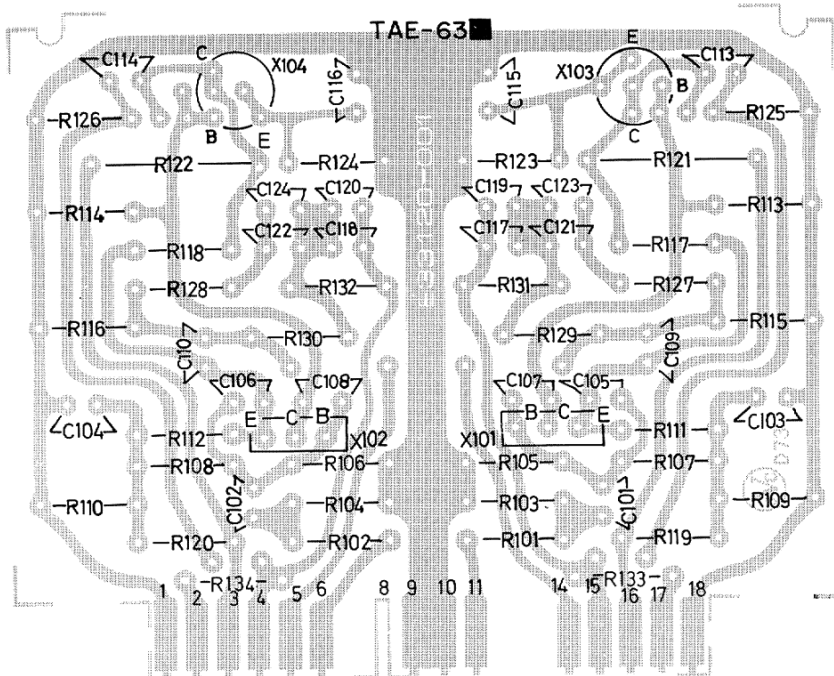 TAE-63■
C114 C X104 C116 C115 X103 E C113
R126 B E B R125
C
R122 R124 R123 R121
C124 C120 C119 C123
R114 R113
C122 C118 C117 C121
R118 R117
R128 R132 R131 R127
R116 R130 C110 R129 C109 R115
C106 C108 C107 C105
E C B B C E
C104 C103
R112 X102 X101 R111
R108 R106 R105 R107
R110 C102 R104 R103 C101 R109
R120 R102 R101 R119
R134 R133
1 2 3 4 5 6 8 9 10 11 14 15 16 17 18